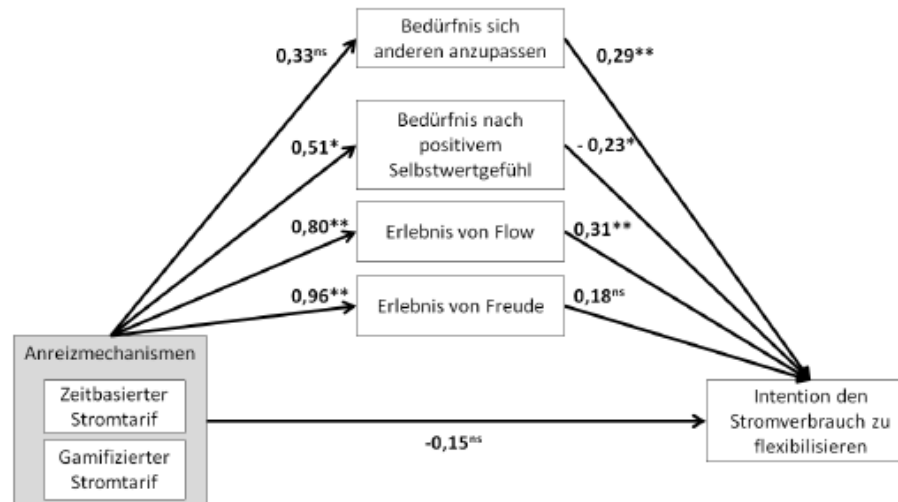 Bedürfnis sich
anderen anzupassen
0,33ns
0,29**
Bedürfnis nach
positivem
Selbstwertgefühl
0,51*
- 0,23*
0,80**
Erlebnis von Flow
0,31**
0,96**
Erlebnis von Freude
0,18ns
Anreizmechanismen
Zeitbasierter
Stromtarif
Gamifizierter
Stromtarif
-0,15ns
Intention den
Stromverbrauch zu
flexibilisieren